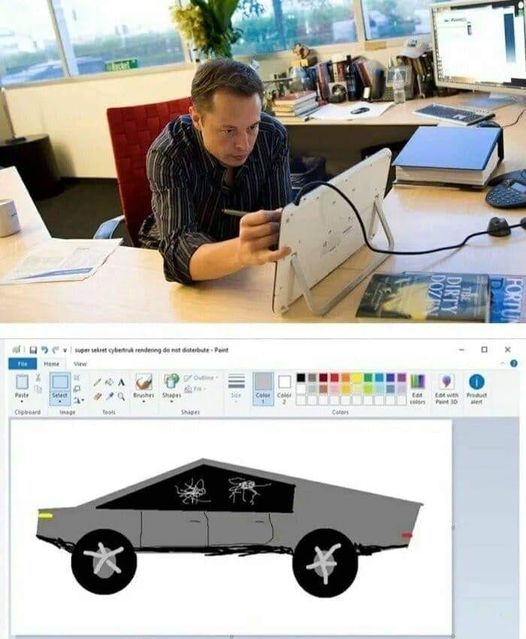 THE
DIRTY
DOZEN
FORTUNE
super sekret cybertruk rendering do not disterbute - Paint
File Home View
Paste Select Brushes Shapes Outline Fill Size Color 1 Color 2 Edit colors Edit with Paint 3D Product alert
Clipboard Image Tools Shapes Colors